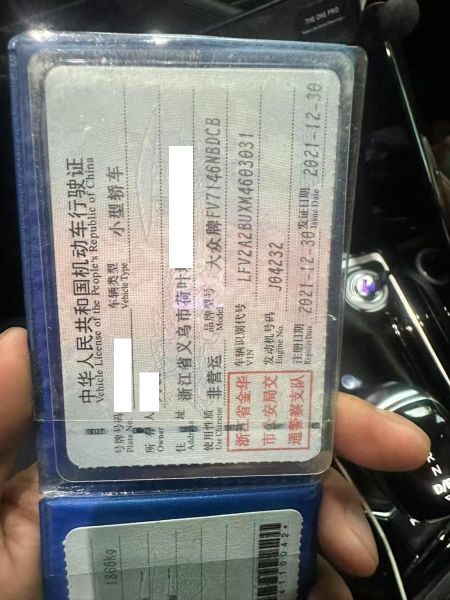 中华人民共和国机动车行驶证
Vehicle License of the People's Republic of China
号牌号码
Plate No.
车辆类型 小型轿车
Vehicle Type
所有人
Owner
住址 浙江省义乌市荷叶
Address
使用性质 非营运
Use Character
品牌型号 大众牌FV7146NBDCB
Model
浙江省金华
市公安局交
通警察支队
车辆识别代号 LFV2A2BUXM4603031
VIN
发动机号码 J04232
Engine No.
注册日期 2021-12-30
Register Date
发证日期 2021-12-30
Issue Date
1860kg
THE ONE PRO
R
N